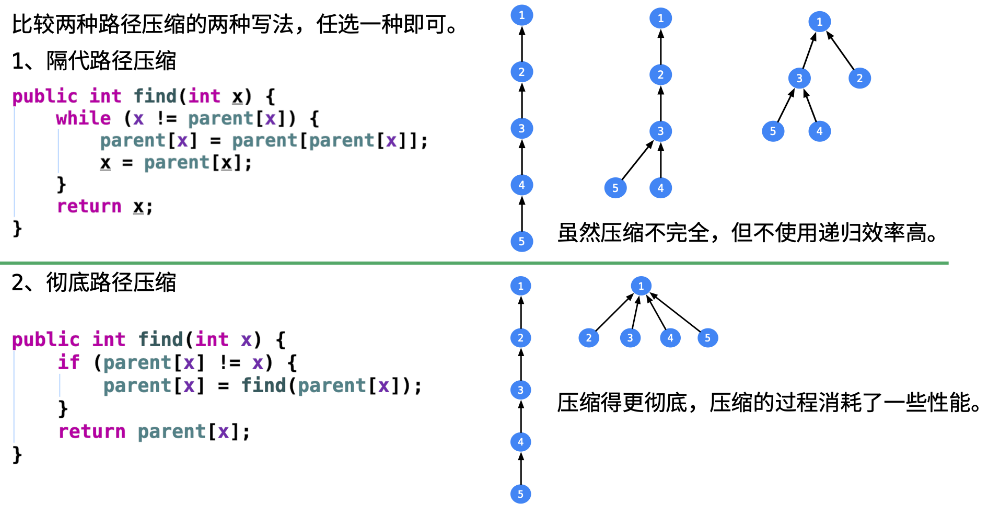 比较两种路径压缩的两种写法，任选一种即可。
1、隔代路径压缩
public int find(int x) {
while (x != parent[x]) {
parent[x] = parent[parent[x]];
x = parent[x];
}
return x;
}
1
2
3
4
5
1
2
3
5 4
1
3 2
5 4
虽然压缩不完全，但不使用递归效率高。
2、彻底路径压缩
public int find(int x) {
if (parent[x] != x) {
parent[x] = find(parent[x]);
}
return parent[x];
}
1
2
3
4
5
1
2 3 4 5
压缩得更彻底，压缩的过程消耗了一些性能。